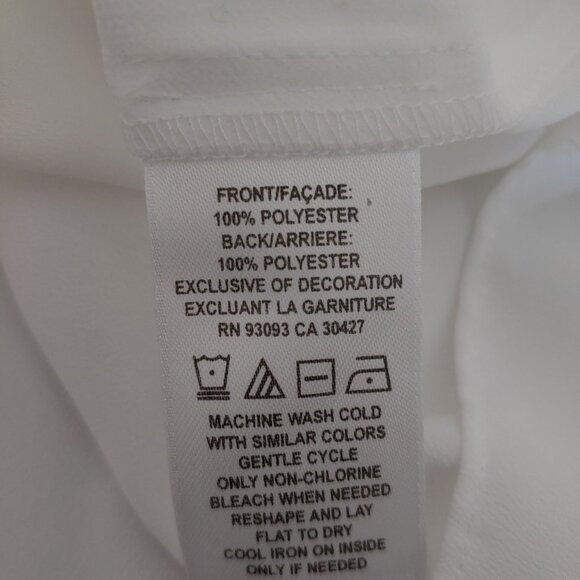 FRONT/FAÇADE:
100% POLYESTER
BACK/ARRIERE:
100% POLYESTER
EXCLUSIVE OF DECORATION
EXCLUANT LA GARNITURE
RN 93093 CA 30427
MACHINE WASH COLD
WITH SIMILAR COLORS
GENTLE CYCLE
ONLY NON-CHLORINE
BLEACH WHEN NEEDED
RESHAPE AND LAY
FLAT TO DRY
COOL IRON ON INSIDE
ONLY IF NEEDED